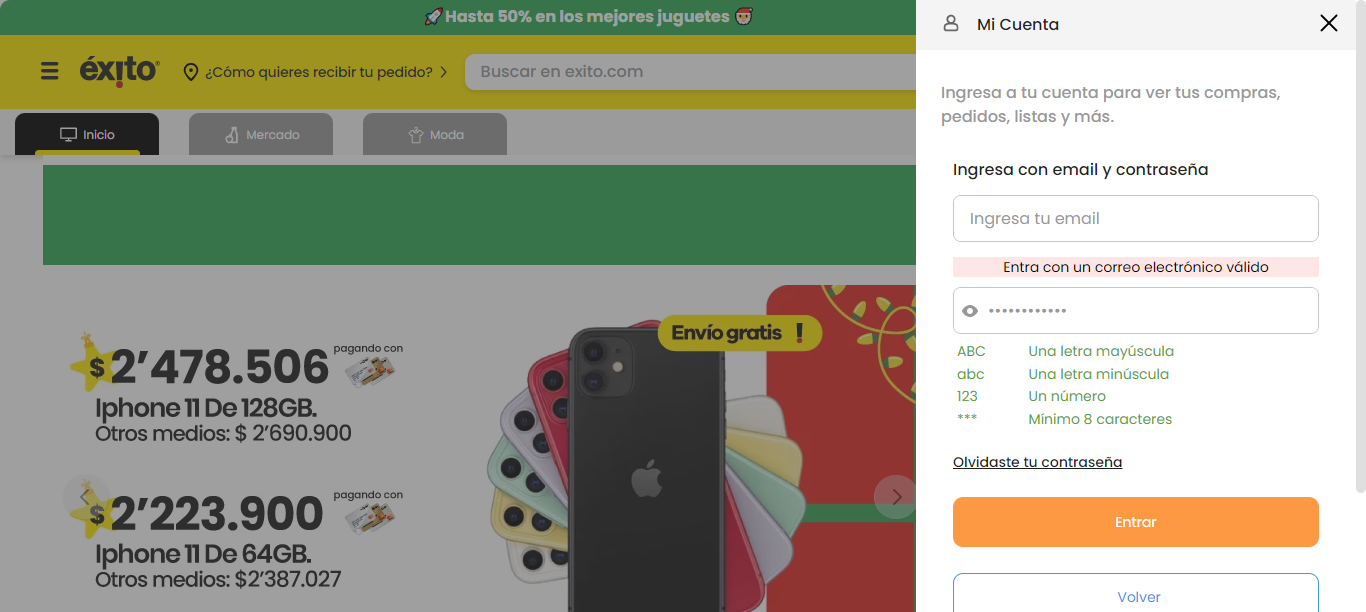 🚀 Hasta 50% en los mejores juguetes 🎅
éxito
¿Cómo quieres recibir tu pedido?
Buscar en exito.com
Inicio
Mercado
Moda
Envío gratis !
$2’478.506
pagando con
Iphone 11 De 128GB.
Otros medios: $ 2’690.900
$2’223.900
pagando con
Iphone 11 De 64GB.
Otros medios: $2’387.027
Mi Cuenta
Ingresa a tu cuenta para ver tus compras,
pedidos, listas y más.
Ingresa con email y contraseña
Ingresa tu email
Entra con un correo electrónico válido
••••••••••••
ABC Una letra mayúscula
abc Una letra minúscula
123 Un número
*** Mínimo 8 caracteres
Olvidaste tu contraseña
Entrar
Volver